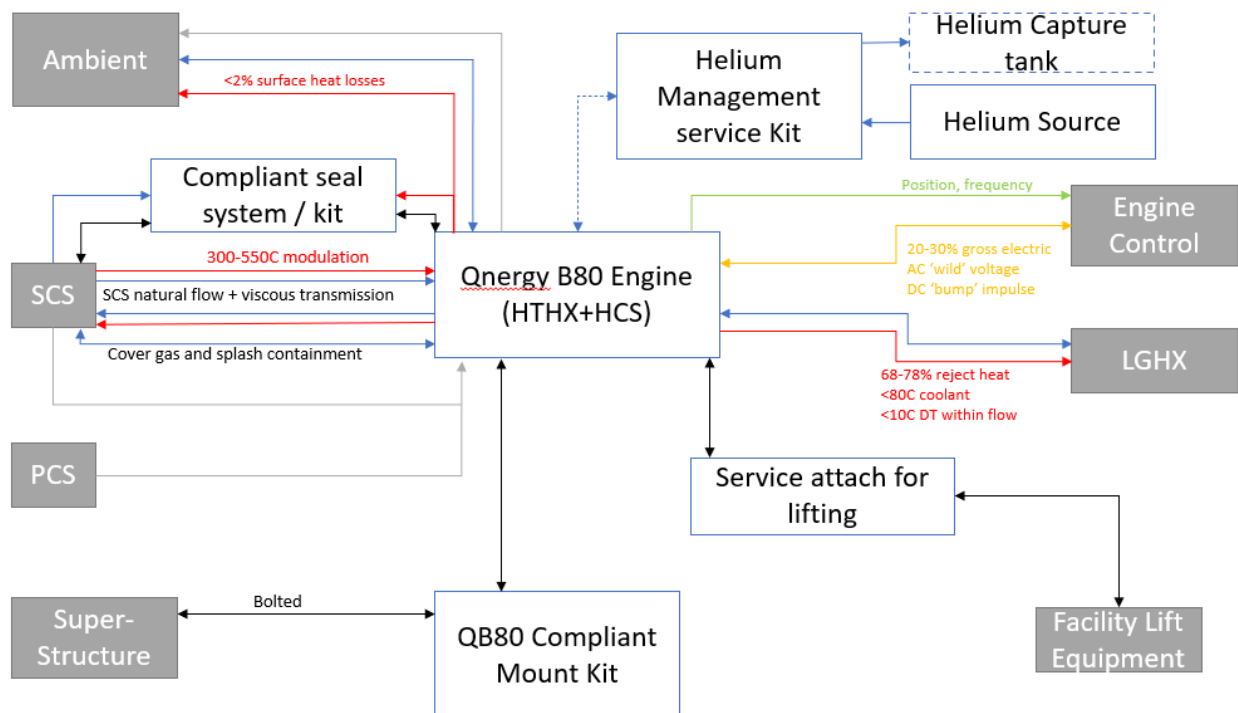 Ambient
<2% surface heat losses
Helium
Management
service Kit
Helium Capture
tank
Helium Source
Compliant seal
system / kit
Position, frequency
Engine
Control
300-550C modulation
SCS
SCS natural flow + viscous transmission
Qnergy B80 Engine
(HTHX+HCS)
20-30% gross electric
AC ‘wild’ voltage
DC ‘bump’ impulse
Cover gas and splash containment
LGHX
68-78% reject heat
<80C coolant
<10C DT within flow
PCS
Service attach for
lifting
Bolted
Super-
Structure
QB80 Compliant
Mount Kit
Facility Lift
Equipment